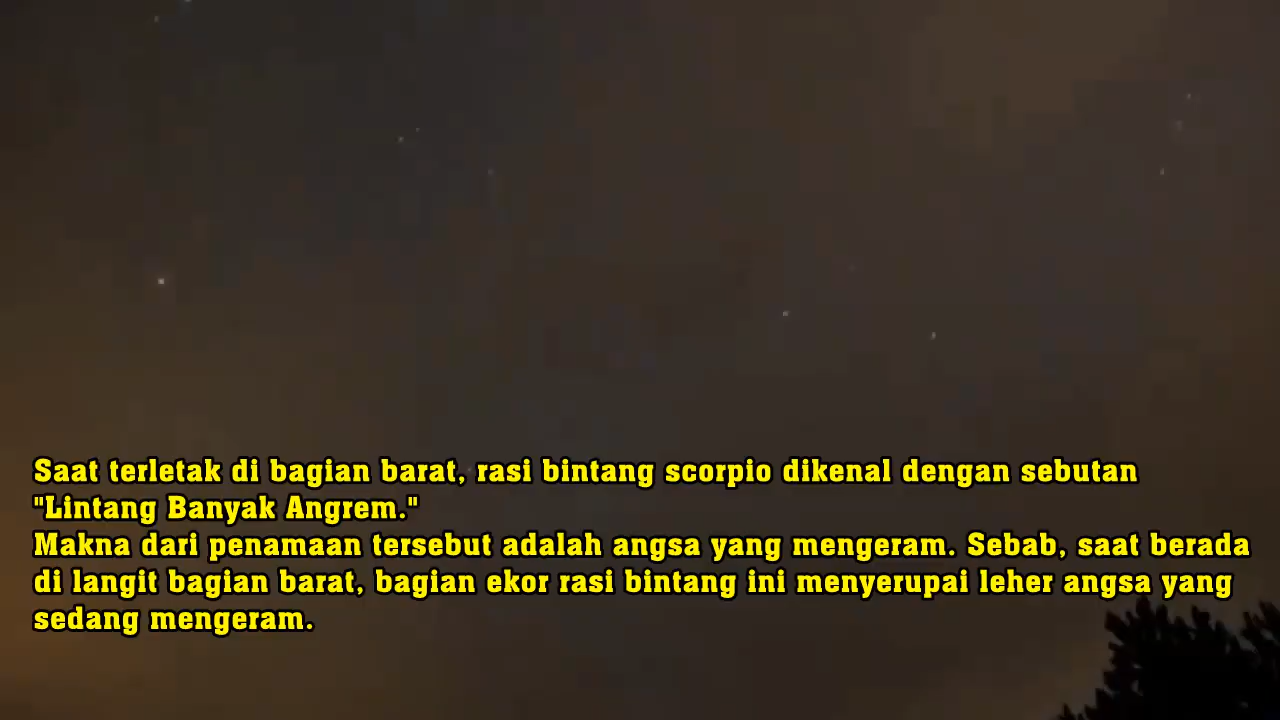 Saat terletak di bagian barat, rasi bintang scorpio dikenal dengan sebutan
"Lintang Banyak Angrem."
Makna dari penamaan tersebut adalah angsa yang mengeram. Sebab, saat berada
di langit bagian barat, bagian ekor rasi bintang ini menyerupai leher angsa yang
sedang mengeram.